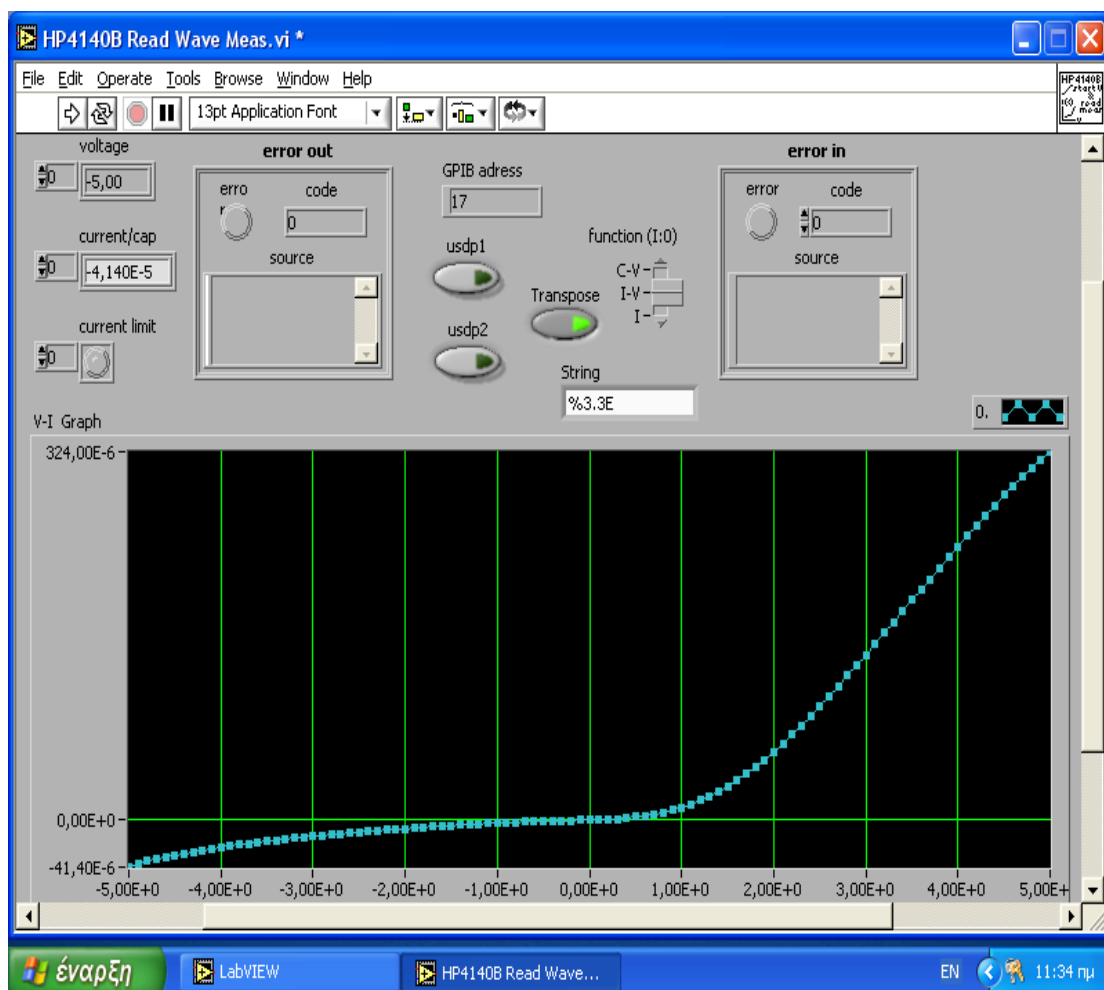 HP4140B Read Wave Meas.vi *
File Edit Operate Tools Browse Window Help
HP4140B
13pt Application Font
voltage
0 -5,00
current/cap
0 -4,140E-5
current limit
0
error out
erro
r
code
0
source
GPIB adress
17
usdp1
usdp2
function (I:0)
C-V
I-V
I
Transpose
String
%3.3E
error in
error
code
0
source
0.
V-I Graph
324,00E-6
0,00E+0
-41,40E-6
-5,00E+0 -4,00E+0 -3,00E+0 -2,00E+0 -1,00E+0 0,00E+0 1,00E+0 2,00E+0 3,00E+0 4,00E+0 5,00E+
έναρξη LabVIEW HP4140B Read Wave... EN 11:34 πμ